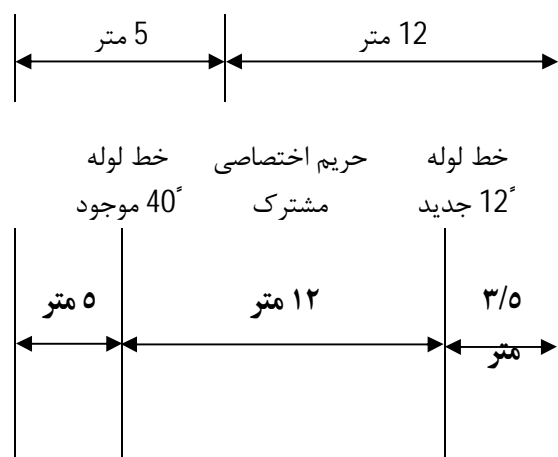 5 متر
12 متر
خط لوله
40ً موجود
حریم اختصاصی
مشترک
خط لوله
12ً جدید
۵ متر
۱۲ متر
۳/۵
متر